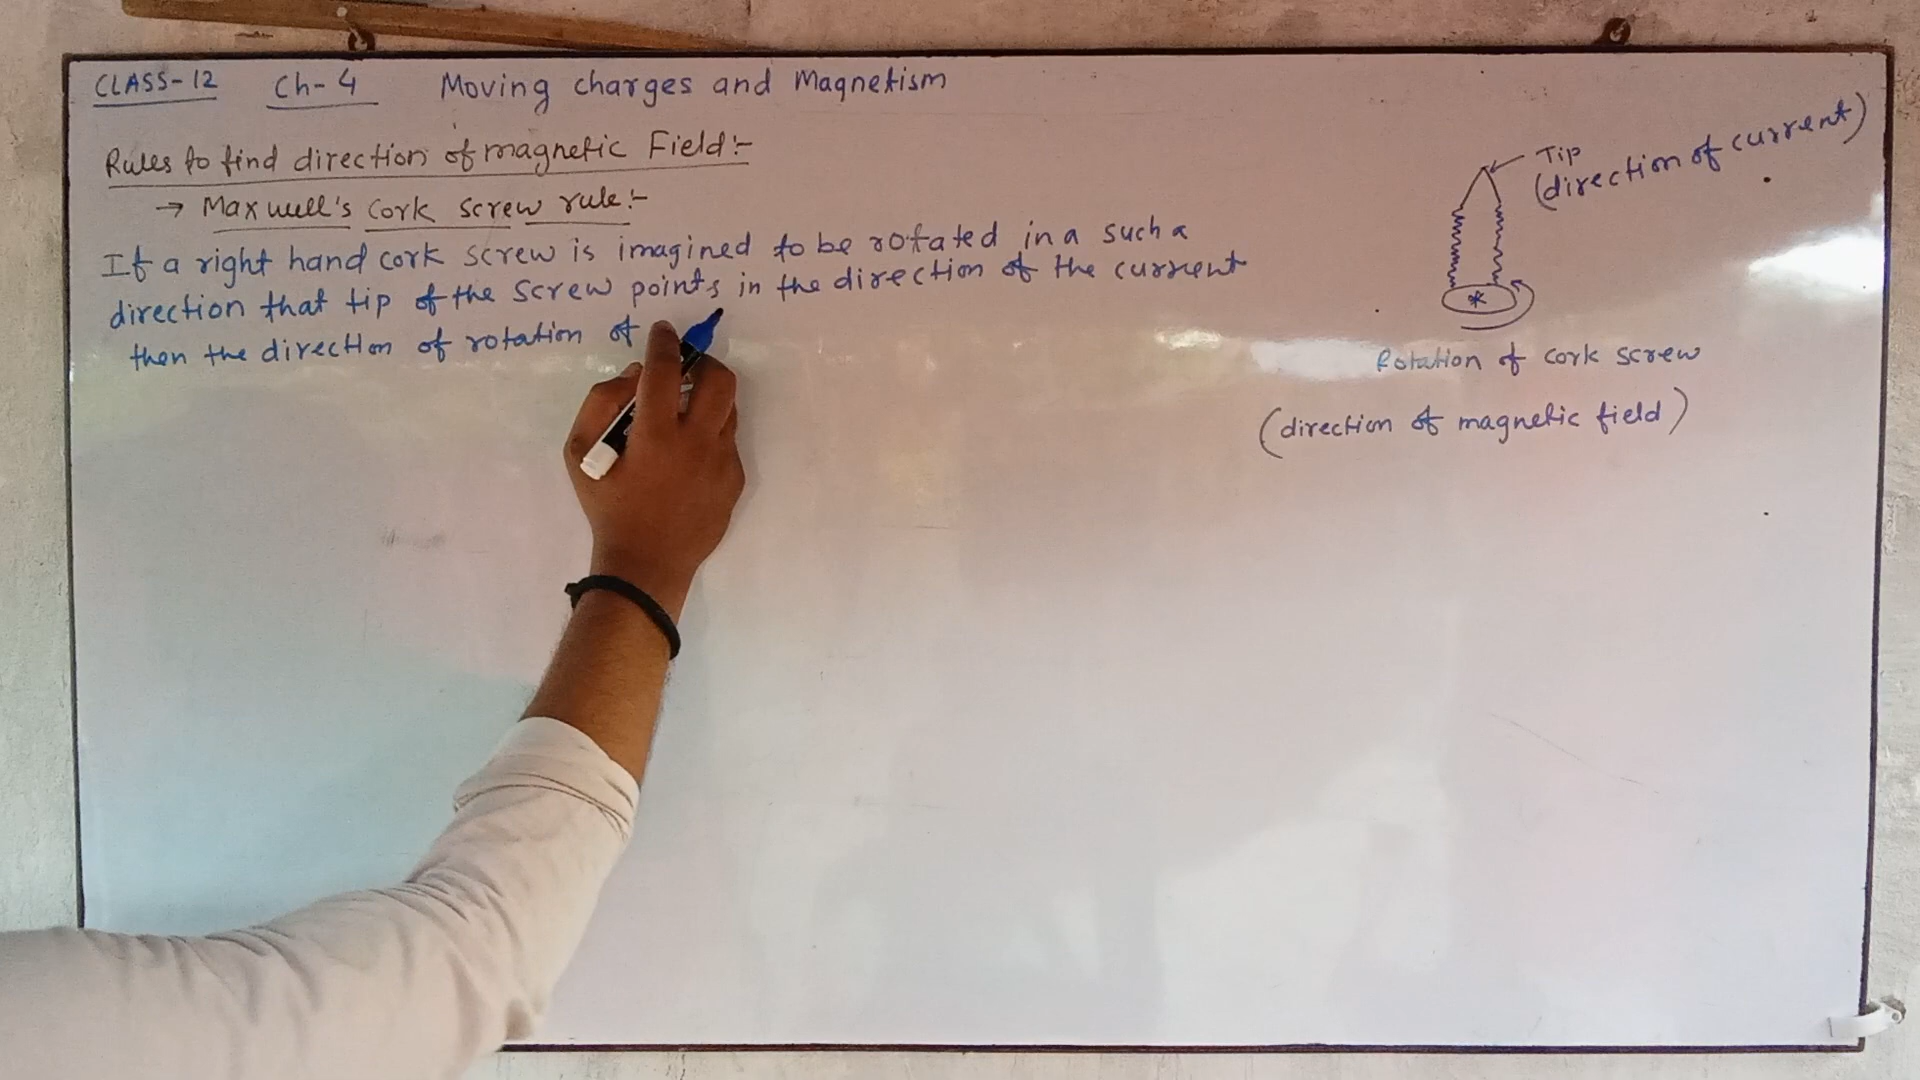 CLASS-12 Ch-4 Moving charges and Magnetism
Rules to find direction of magnetic Field:-
→ Maxwell's cork screw rule:-
If a right hand cork screw is imagined to be rotated in a such a
direction that tip of the screw points in the direction of the current
then the direction of rotation of
Tip
(direction of current)
Rotation of cork screw
(direction of magnetic field)